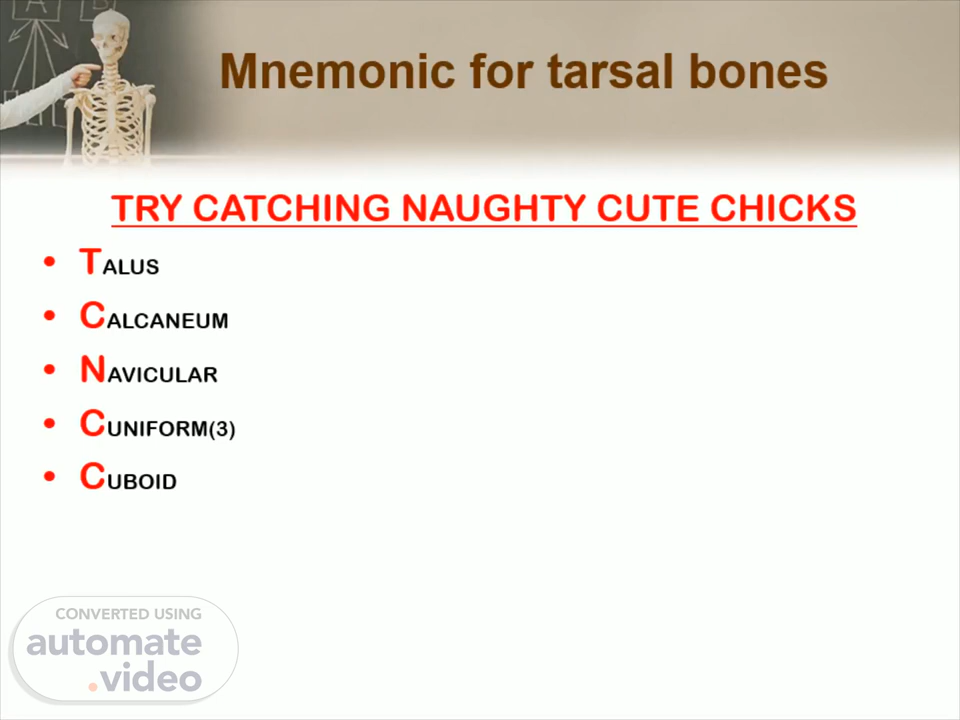 Mnemonic for tarsal bones
TRY CATCHING NAUGHTY CUTE CHICKS
• TALUS
• CALCANEUM
• NAVICULAR
• CUNIFORM(3)
• CUBOID
CONVERTED USING
automate
.video